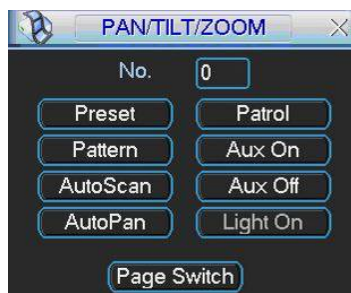 PAN/TILT/ZOOM
No. 0
Preset Patrol
Pattern Aux On
AutoScan Aux Off
AutoPan Light On
Page Switch